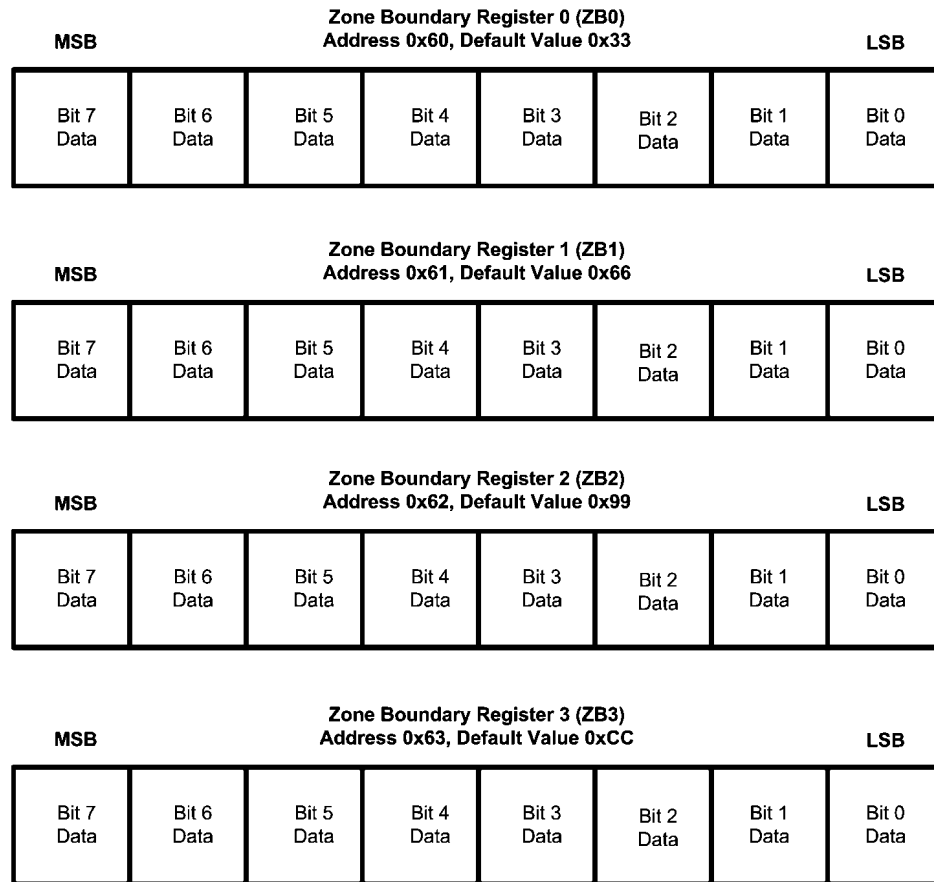 Zone Boundary Register 0 (ZB0)
MSB Address 0x60, Default Value 0x33 LSB
Bit 7 Bit 6 Bit 5 Bit 4 Bit 3 Bit 2 Bit 1 Bit 0
Data Data Data Data Data Data Data Data
Zone Boundary Register 1 (ZB1)
MSB Address 0x61, Default Value 0x66 LSB
Bit 7 Bit 6 Bit 5 Bit 4 Bit 3 Bit 2 Bit 1 Bit 0
Data Data Data Data Data Data Data Data
Zone Boundary Register 2 (ZB2)
MSB Address 0x62, Default Value 0x99 LSB
Bit 7 Bit 6 Bit 5 Bit 4 Bit 3 Bit 2 Bit 1 Bit 0
Data Data Data Data Data Data Data Data
Zone Boundary Register 3 (ZB3)
MSB Address 0x63, Default Value 0xCC LSB
Bit 7 Bit 6 Bit 5 Bit 4 Bit 3 Bit 2 Bit 1 Bit 0
Data Data Data Data Data Data Data Data